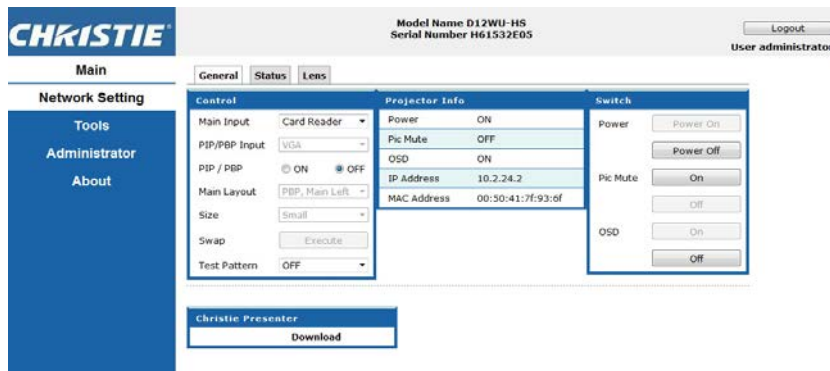 CHRISTIE
Model Name D12WU-HS
Serial Number H61532E05
Logout
User administrator
Main
Network Setting
Tools
Administrator
About
General Status Lens
Control
Main Input Card Reader
PIP/PBP Input VGA
PIP / PBP ON OFF
Main Layout PBP, Main Left
Size Small
Swap Execute
Test Pattern OFF
Projector Info
Power ON
Pic Mute OFF
OSD ON
IP Address 10.2.24.2
MAC Address 00:50:41:7f:93:6f
Switch
Power Power On
Power Off
Pic Mute On
Off
OSD On
Off
Christie Presenter
Download